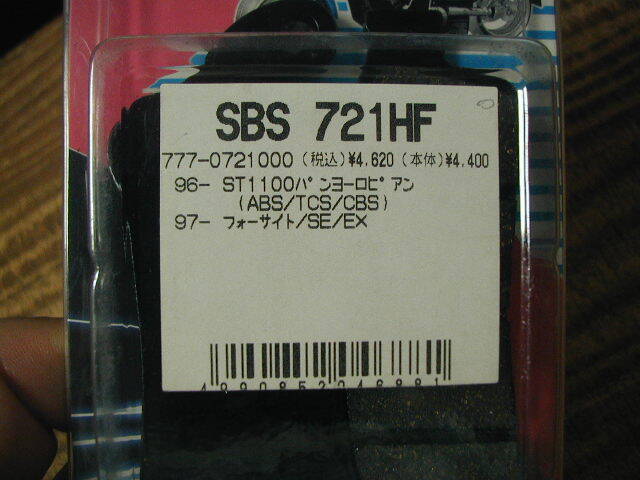 SBS 721HF
777-0721000 (税込)¥4,620 (本体)¥4,400
96- ST1100パンヨーロピアン
(ABS/TCS/CBS)
97- フォーサイト/SE/EX